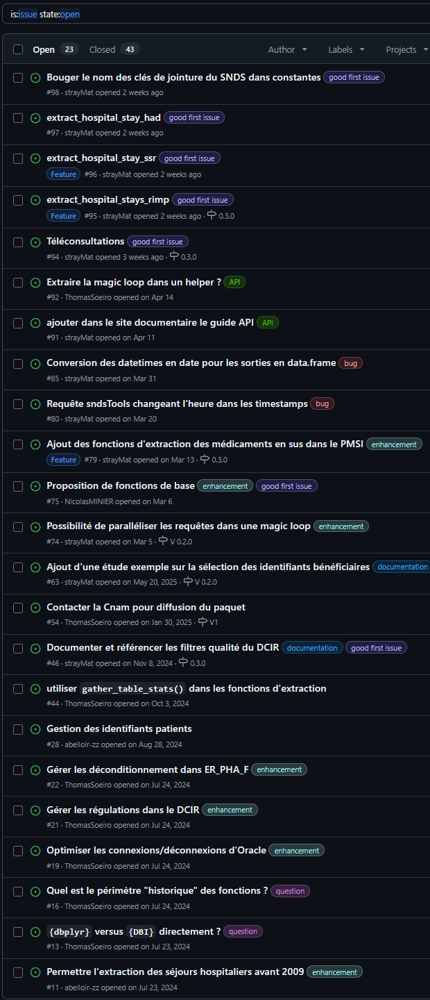 is:issue state:open
Open 23 Closed 43 Author Labels Projects
Bouger le nom des clés de jointure du SNDS dans constantes good first issue
#98 · strayMat opened 2 weeks ago
extract_hospital_stay_had good first issue
#97 · strayMat opened 2 weeks ago
extract_hospital_stay_ssr good first issue
Feature #96 · strayMat opened 2 weeks ago
extract_hospital_stays_rimp good first issue
Feature #95 · strayMat opened 2 weeks ago · 0.3.0
Téléconsultations good first issue
#94 · strayMat opened 3 weeks ago · 0.3.0
Extraire la magic loop dans un helper ? API
#92 · ThomasSoeiro opened on Apr 14
ajouter dans le site documentaire le guide API API
#91 · strayMat opened on Apr 11
Conversion des datetimes en date pour les sorties en data.frame bug
#85 · strayMat opened on Mar 31
Requête sndsTools changeant l'heure dans les timestamps bug
#80 · strayMat opened on Mar 20
Ajout des fonctions d'extraction des médicaments en sus dans le PMSI enhancement
Feature #79 · strayMat opened on Mar 13 · 0.3.0
Proposition de fonctions de base enhancement good first issue
#75 · NicolasMINIER opened on Mar 6
Possibilité de paralléliser les requêtes dans une magic loop enhancement
#74 · strayMat opened on Mar 5 · V 0.2.0
Ajout d'une étude exemple sur la sélection des identifiants bénéficiaires documentation
#63 · strayMat opened on May 20, 2025 · V 0.2.0
Contacter la Cnam pour diffusion du paquet
#54 · ThomasSoeiro opened on Jan 30, 2025 · V1
Documenter et référencer les filtres qualité du DCIR documentation good first issue
#46 · strayMat opened on Nov 8, 2024 · 0.3.0
utiliser gather_table_stats() dans les fonctions d'extraction
#44 · ThomasSoeiro opened on Oct 3, 2024
Gestion des identifiants patients
#28 · abelloir-zz opened on Aug 28, 2024
Gérer les déconditionnement dans ER_PHA_F enhancement
#22 · ThomasSoeiro opened on Jul 24, 2024
Gérer les régulations dans le DCIR enhancement
#21 · ThomasSoeiro opened on Jul 24, 2024
Optimiser les connexions/déconnexions d'Oracle enhancement
#19 · ThomasSoeiro opened on Jul 24, 2024
Quel est le périmètre "historique" des fonctions ? question
#16 · ThomasSoeiro opened on Jul 24, 2024
{dbplyr} versus {DBI} directement ? question
#13 · ThomasSoeiro opened on Jul 23, 2024
Permettre l'extraction des séjours hospitaliers avant 2009 enhancement
#11 · abelloir-zz opened on Jul 23, 2024